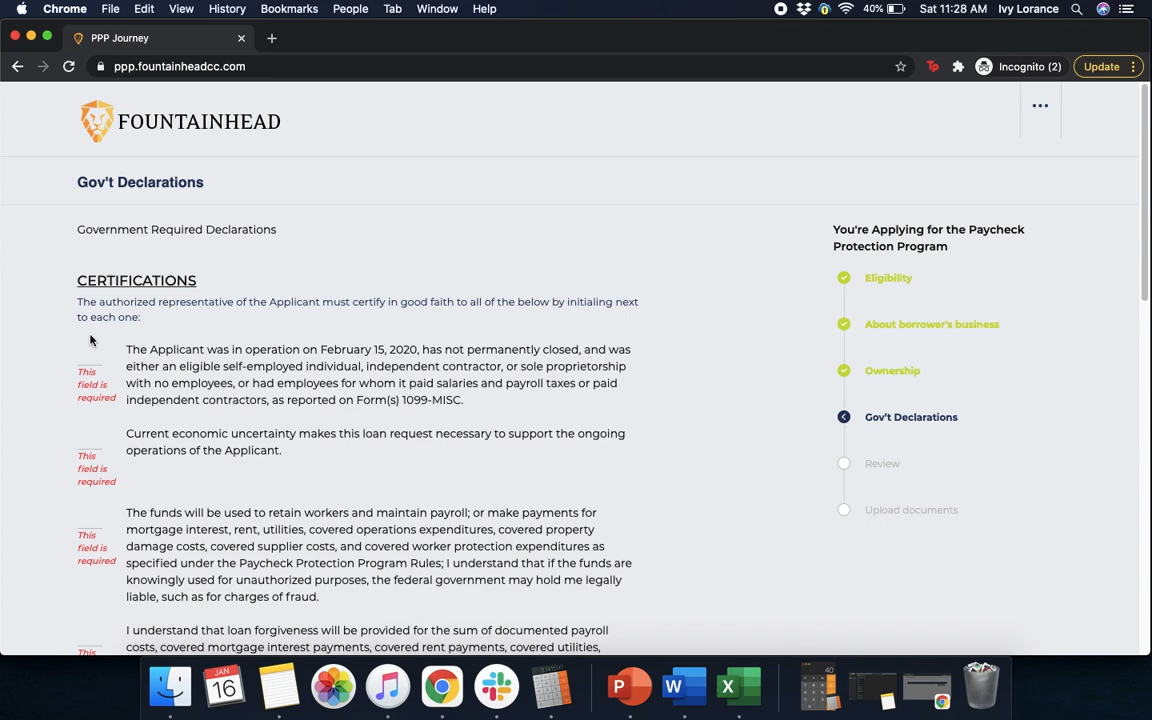 Chrome File Edit View History Bookmarks People Tab Window Help 40% Sat 11:28 AM Ivy Lorance
PPP Journey
ppp.fountainheadcc.com Incognito (2) Update
FOUNTAINHEAD
Gov't Declarations
Government Required Declarations
CERTIFICATIONS
The authorized representative of the Applicant must certify in good faith to all of the below by initialing next
to each one:
This
field is
required
The Applicant was in operation on February 15, 2020, has not permanently closed, and was
either an eligible self-employed individual, independent contractor, or sole proprietorship
with no employees, or had employees for whom it paid salaries and payroll taxes or paid
independent contractors, as reported on Form(s) 1099-MISC.
This
field is
required
Current economic uncertainty makes this loan request necessary to support the ongoing
operations of the Applicant.
This
field is
required
The funds will be used to retain workers and maintain payroll; or make payments for
mortgage interest, rent, utilities, covered operations expenditures, covered property
damage costs, covered supplier costs, and covered worker protection expenditures as
specified under the Paycheck Protection Program Rules; I understand that if the funds are
knowingly used for unauthorized purposes, the federal government may hold me legally
liable, such as for charges of fraud.
This
I understand that loan forgiveness will be provided for the sum of documented payroll
costs, covered mortgage interest payments, covered rent payments, covered utilities,
You're Applying for the Paycheck
Protection Program
Eligibility
About borrower's business
Ownership
Gov't Declarations
Review
Upload documents
JAN
16
P
W
X
40